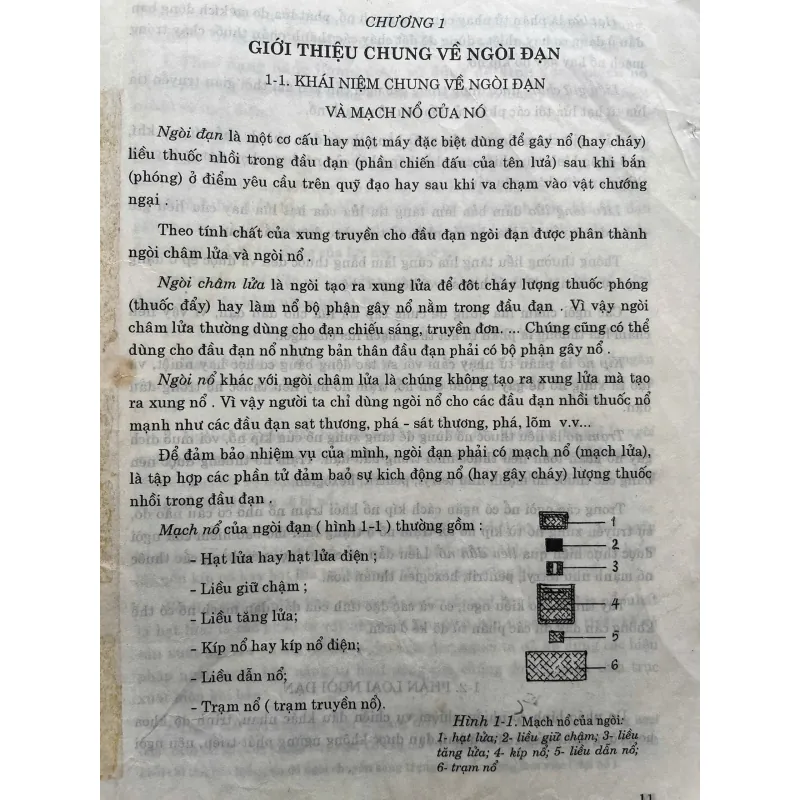 CHƯƠNG 1
GIỚI THIỆU CHUNG VỀ NGÒI ĐẠN
1-1. KHÁI NIỆM CHUNG VỀ NGÒI ĐẠN
VÀ MẠCH NỔ CỦA NÓ
Ngòi đạn là một cơ cấu hay một máy đặc biệt dùng để gây nổ (hay cháy)
liều thuốc nhồi trong đầu đạn (phần chiến đấu của tên lưả) sau khi bắn
(phóng) ở điểm yêu cầu trên quỹ đạo hay sau khi va chạm vào vật chướng
ngại .
Theo tính chất của xung truyền cho đầu đạn ngòi đạn được phân thành
ngòi châm lửa và ngòi nổ .
Ngòi châm lửa là ngòi tạo ra xung lửa để đôt cháy lượng thuốc phóng
(thuốc đẩy) hay làm nổ bộ phận gây nổ nằm trong đầu đạn . Vì vậy ngòi
châm lửa thường dùng cho đạn chiếu sáng, truyền đơn. ... Chúng cũng có thể
dùng cho đầu đạn nổ nhưng bản thân đầu đạn phải có bộ phận gây nổ .
Ngòi nổ khác với ngòi châm lửa là chúng không tạo ra xung lửa mà tạo
ra xung nổ . Vì vậy người ta chỉ dùng ngòi nổ cho các đầu đạn nhồi thuốc nổ
mạnh như các đầu đạn sạt thương, phá - sát thương, phá, lõm v.v...
Để đảm bảo nhiệm vụ của mình, ngòi đạn phải có mạch nổ (mạch lửa),
là tập hợp các phần tử đảm baỏ sự kich động nổ (hay gây cháy) lượng thuốc
nhồi trong đầu đạn .
Mạch nổ của ngòi đạn ( hình 1-1 ) thường gồm :
- Hạt lửa hay hạt lửa điện ;
- Liều giữ chậm ;
- Liều tăng lửa;
- Kíp nổ hay kíp nổ điện;
- Liều dẫn nổ;
- Trạm nổ ( trạm truyền nổ).
1
2
3
4
5
6
Hình 1-1. Mạch nổ của ngòi:
1- hạt lửa; 2- liều giữ chậm; 3- liều
tăng lửa; 4- kíp nổ; 5- liều dẫn nổ;
6- trạm nổ
11